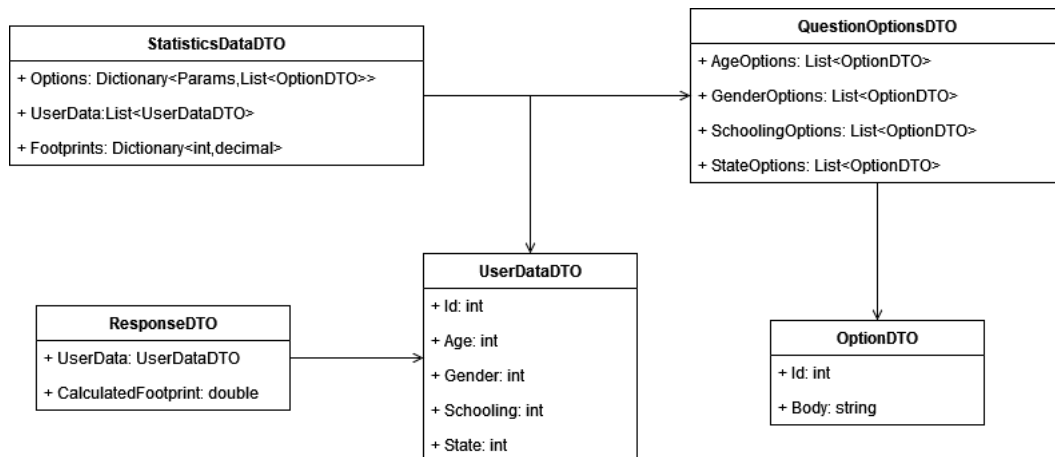 StatisticsDataDTO
+ Options: Dictionary<Params,List<OptionDTO>>
+ UserData:List<UserDataDTO>
+ Footprints: Dictionary<int,decimal>
QuestionOptionsDTO
+ AgeOptions: List<OptionDTO>
+ GenderOptions: List<OptionDTO>
+ SchoolingOptions: List<OptionDTO>
+ StateOptions: List<OptionDTO>
UserDataDTO
+ Id: int
+ Age: int
+ Gender: int
+ Schooling: int
+ State: int
ResponseDTO
+ UserData: UserDataDTO
+ CalculatedFootprint: double
OptionDTO
+ Id: int
+ Body: string